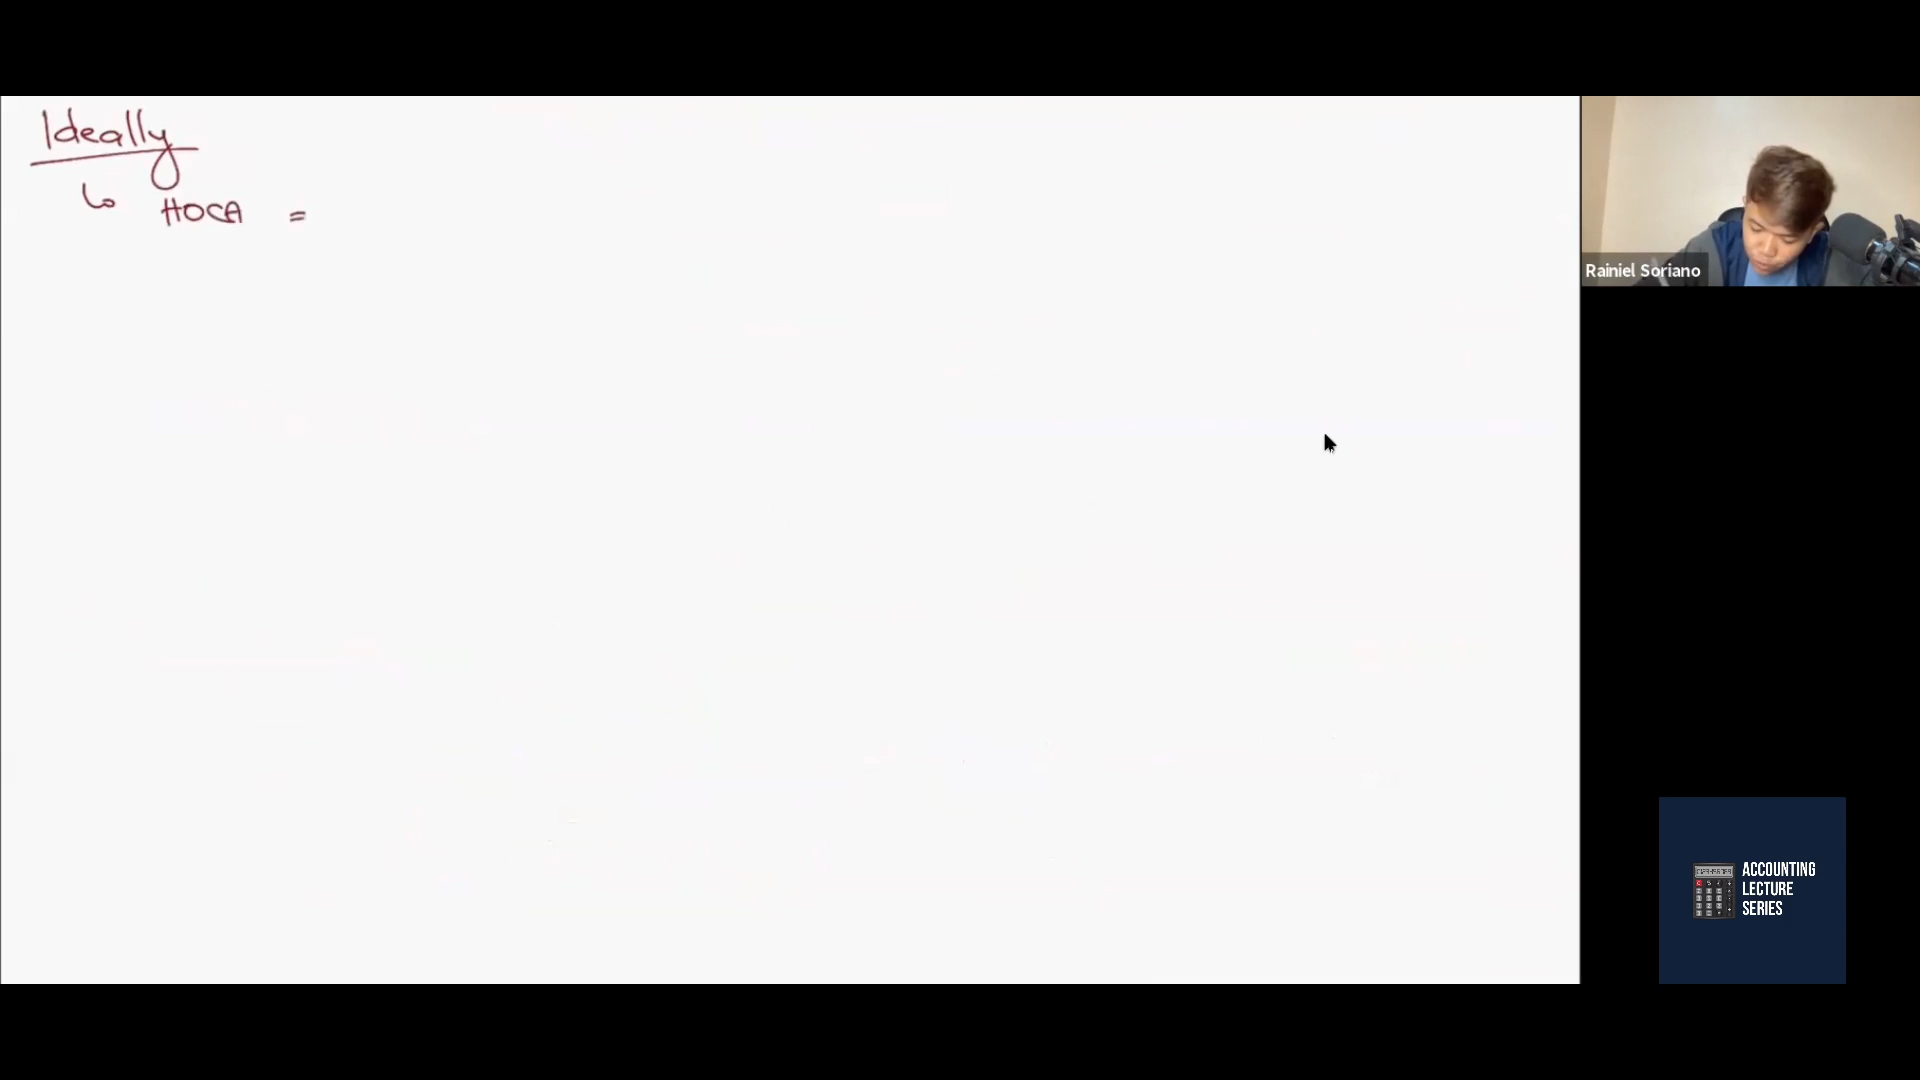 Ideally
HOCA =
Rainiel Soriano
ACCOUNTING
LECTURE
SERIES